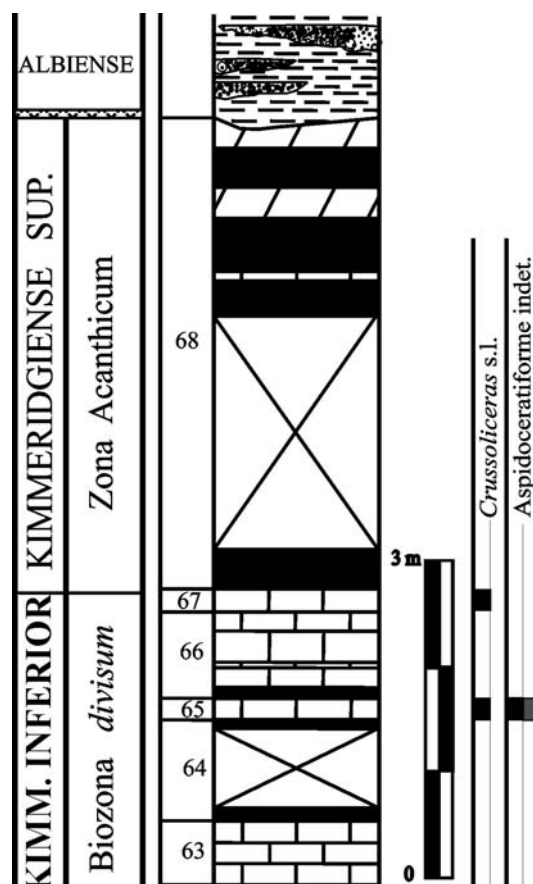 ALBIENSE
KIMMERIDGIENSE SUP.
Zona Acanthicum
68
KIMM. INFERIOR
Biozona divisum
67
66
65
64
63
3 m
0
Crussoliceras s.l.
Aspidoceratiforme indet.